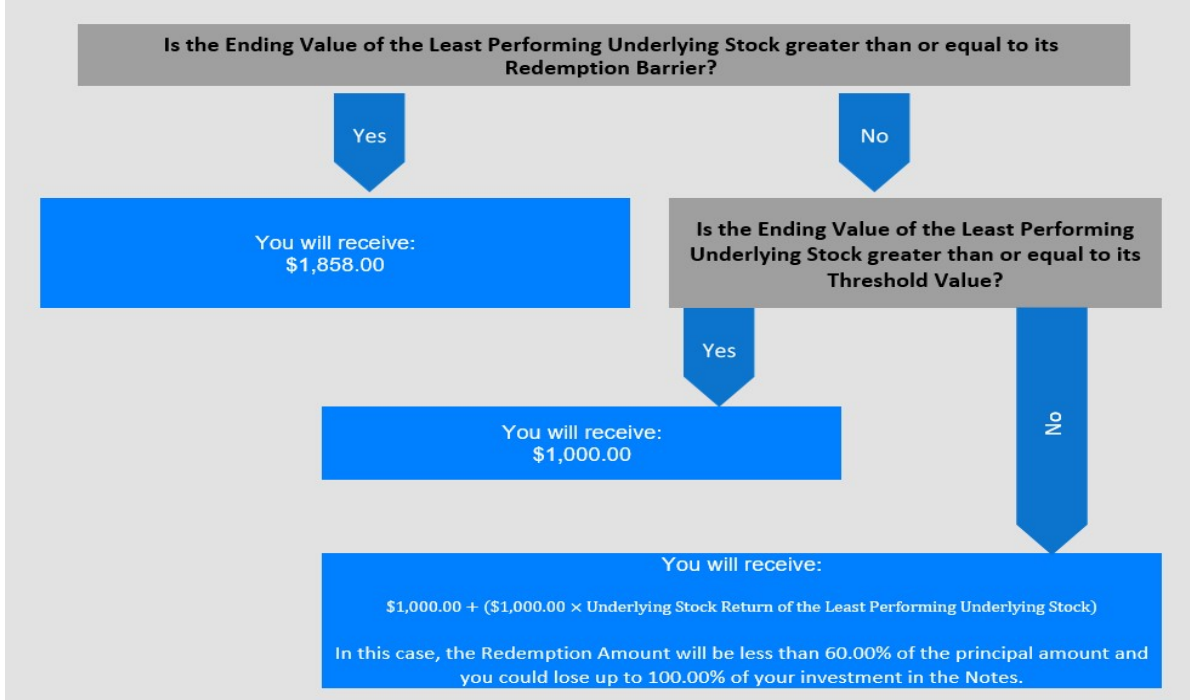 Is the Ending Value of the Least Performing Underlying Stock greater than or equal to its
Redemption Barrier?
Yes
No
You will receive:
$1,858.00
Is the Ending Value of the Least Performing
Underlying Stock greater than or equal to its
Threshold Value?
Yes
No
You will receive:
$1,000.00
You will receive:
$1,000.00 + ($1,000.00 × Underlying Stock Return of the Least Performing Underlying Stock)
In this case, the Redemption Amount will be less than 60.00% of the principal amount and
you could lose up to 100.00% of your investment in the Notes.